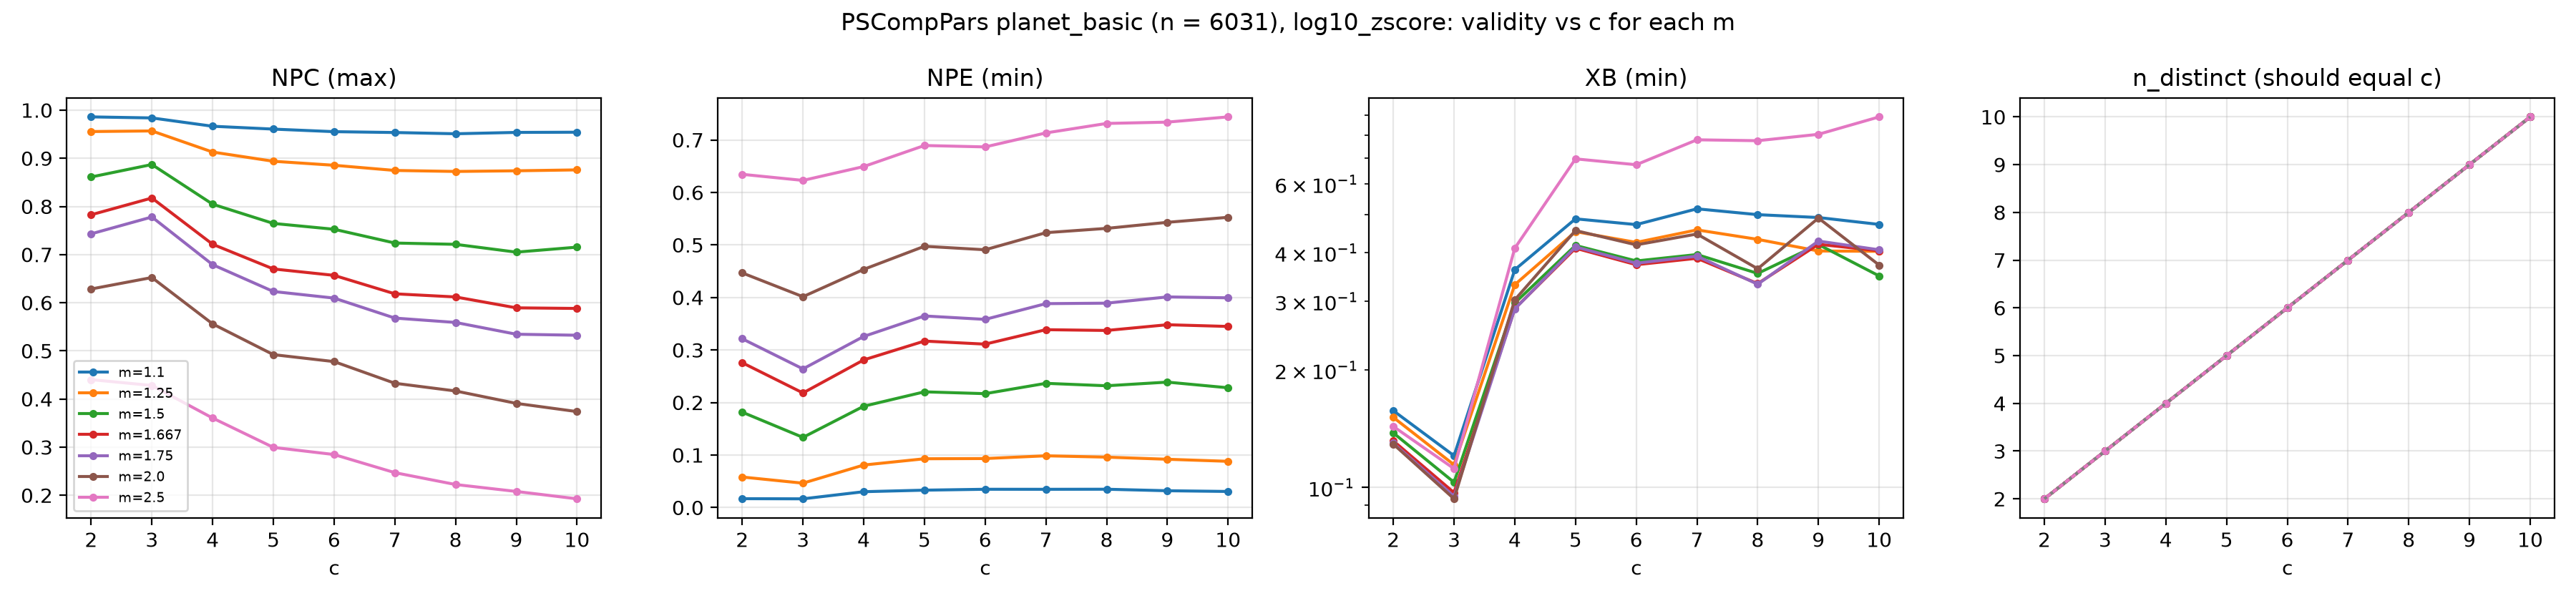 PSCompPars planet_basic (n = 6031), log10_zscore: validity vs c for each m
NPC (max)
1.0
0.9
0.8
0.7
0.6
0.5
0.4
0.3
0.2
m=1.1
m=1.25
m=1.5
m=1.667
m=1.75
m=2.0
m=2.5
2 3 4 5 6 7 8 9 10
c
NPE (min)
0.7
0.6
0.5
0.4
0.3
0.2
0.1
0.0
2 3 4 5 6 7 8 9 10
c
XB (min)
6 × 10⁻¹
4 × 10⁻¹
3 × 10⁻¹
2 × 10⁻¹
10⁻¹
2 3 4 5 6 7 8 9 10
c
n_distinct (should equal c)
10
9
8
7
6
5
4
3
2
2 3 4 5 6 7 8 9 10
c